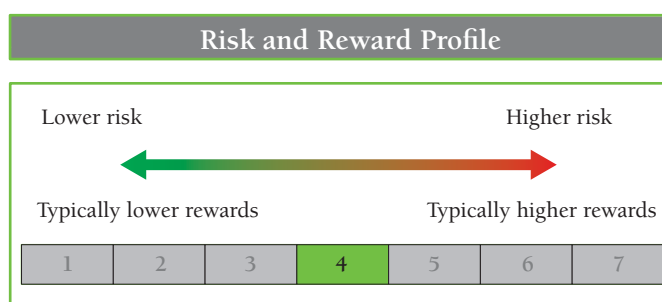 Risk and Reward Profile
Lower risk Higher risk
Typically lower rewards Typically higher rewards
1 2 3 4 5 6 7